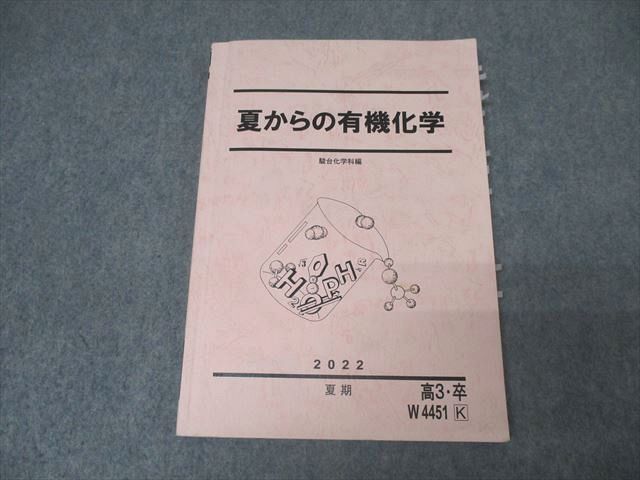 夏からの有機化学
駿台化学科編
2022
夏期
高3・卒
W4451 K